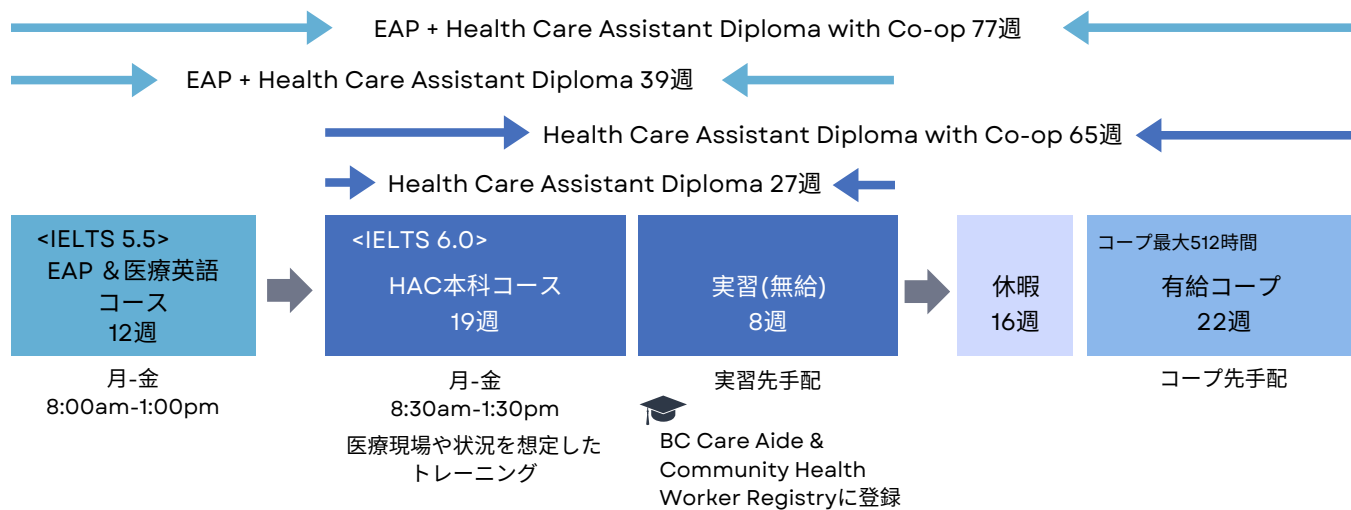 EAP + Health Care Assistant Diploma with Co-op 77週
EAP + Health Care Assistant Diploma 39週
Health Care Assistant Diploma with Co-op 65週
Health Care Assistant Diploma 27週
<IELTS 5.5>
EAP ＆医療英語
コース
12週
月-金
8:00am-1:00pm
<IELTS 6.0>
HAC本科コース
19週
月-金
8:30am-1:30pm
医療現場や状況を想定した
トレーニング
実習(無給)
8週
実習先手配
BC Care Aide &
Community Health
Worker Registryに登録
休暇
16週
コープ最大512時間
有給コープ
22週
コープ先手配